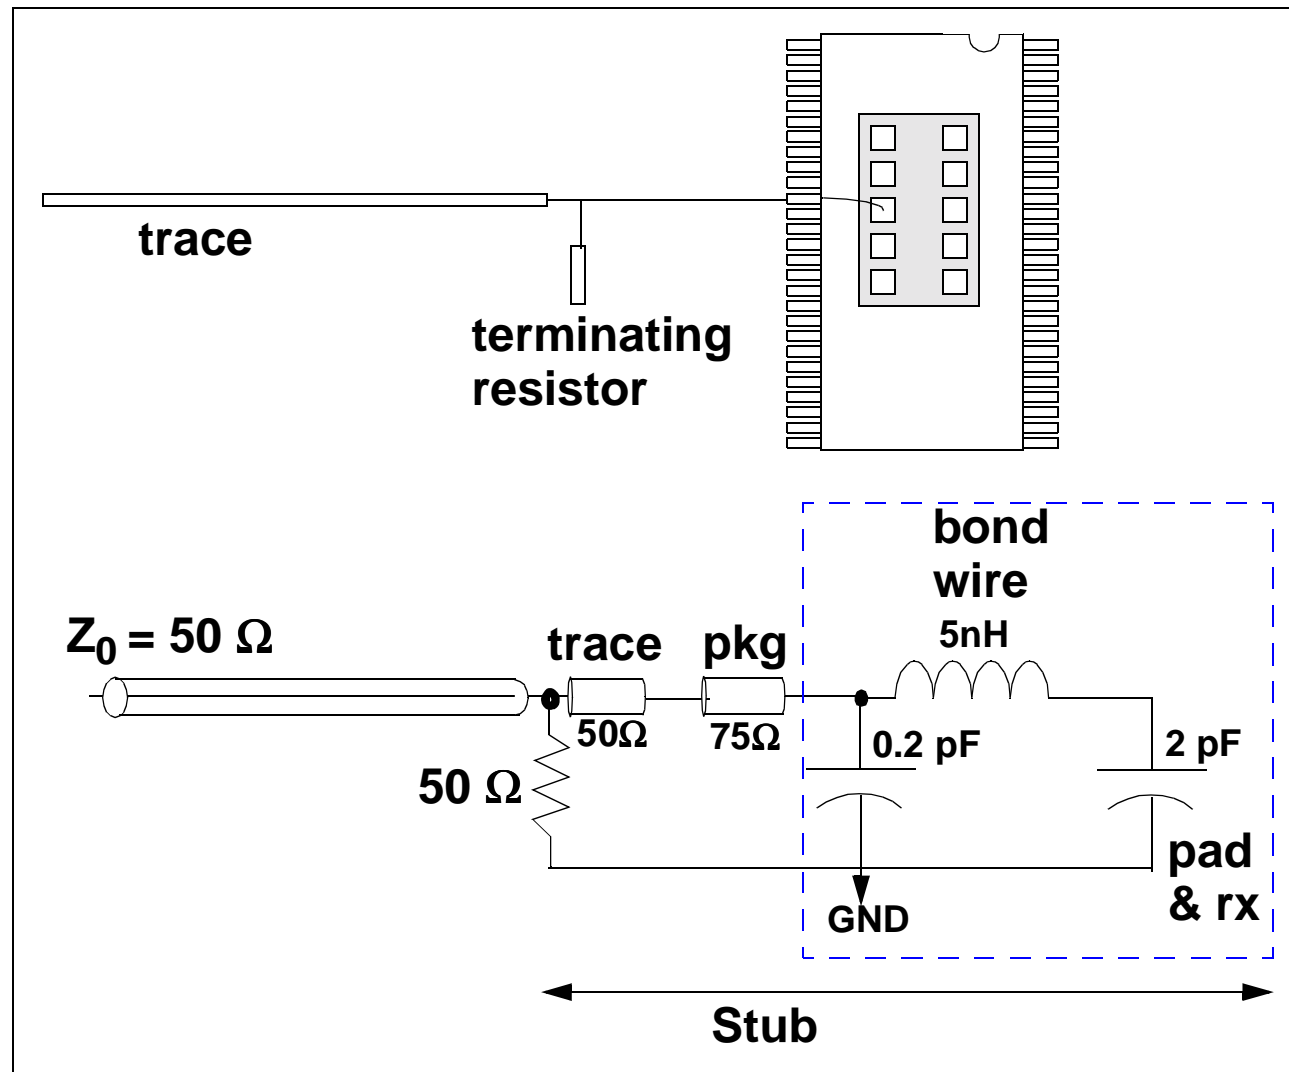 trace
terminating
resistor
bond
wire
5nH
Z0 = 50 Ω
trace
pkg
50Ω
75Ω
0.2 pF
2 pF
50 Ω
pad
& rx
GND
Stub